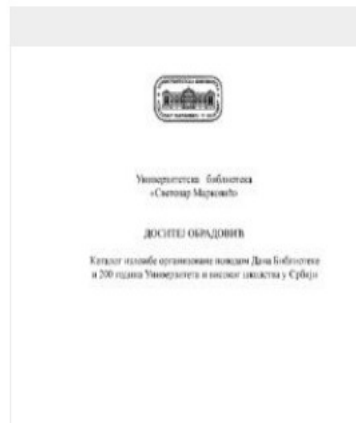 Универзитетска библиотека
«Светозар Марковић»
ДОСИТЕЈ ОБРАДОВИЋ
Каталог изложбе организоване поводом Дана Библиотеке
и 200 година Универзитета и високог школства у Србији